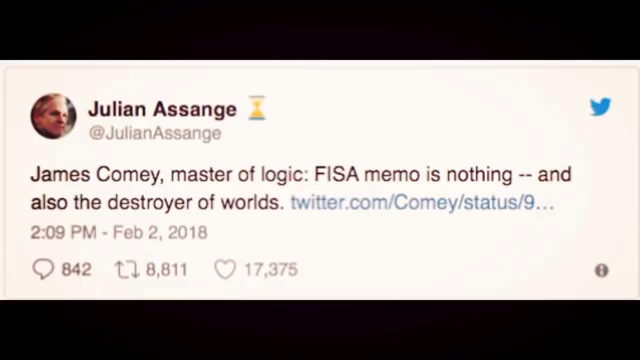 Julian Assange ⏳
@JulianAssange
James Comey, master of logic: FISA memo is nothing -- and
also the destroyer of worlds. twitter.com/Comey/status/9…
2:09 PM - Feb 2, 2018
842 8,811 17,375